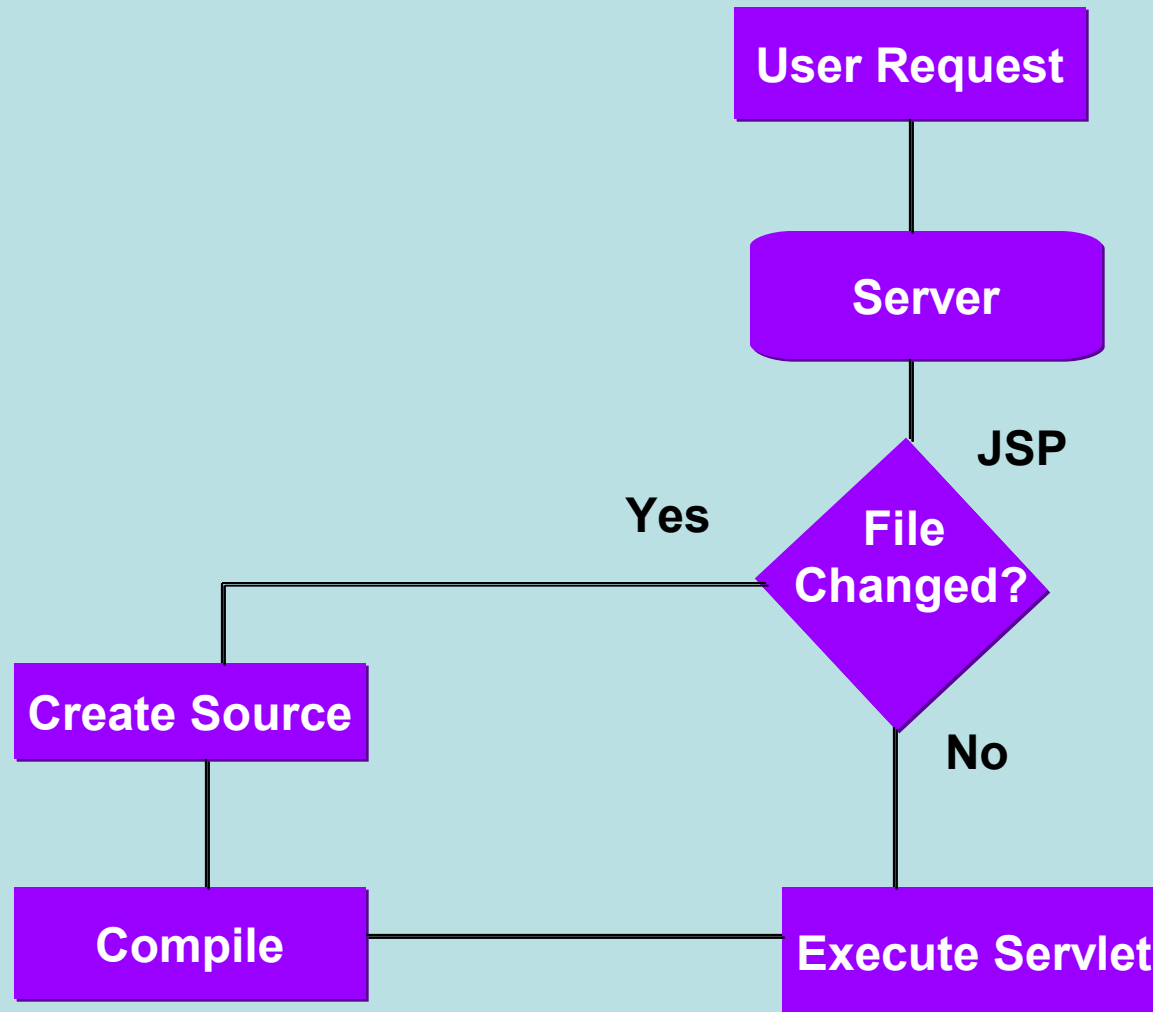 User Request
Server
JSP
Yes
File
Changed?
Create Source
No
Compile
Execute Servlet